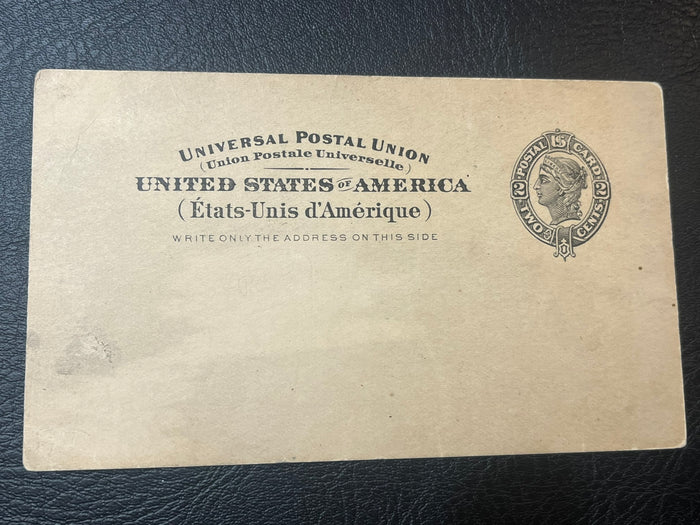 UNIVERSAL POSTAL UNION
(Union Postale Universelle)
UNITED STATES OF AMERICA
(États-Unis d'Amérique)
WRITE ONLY THE ADDRESS ON THIS SIDE
POSTAL CARD
2 2
TWO CENTS